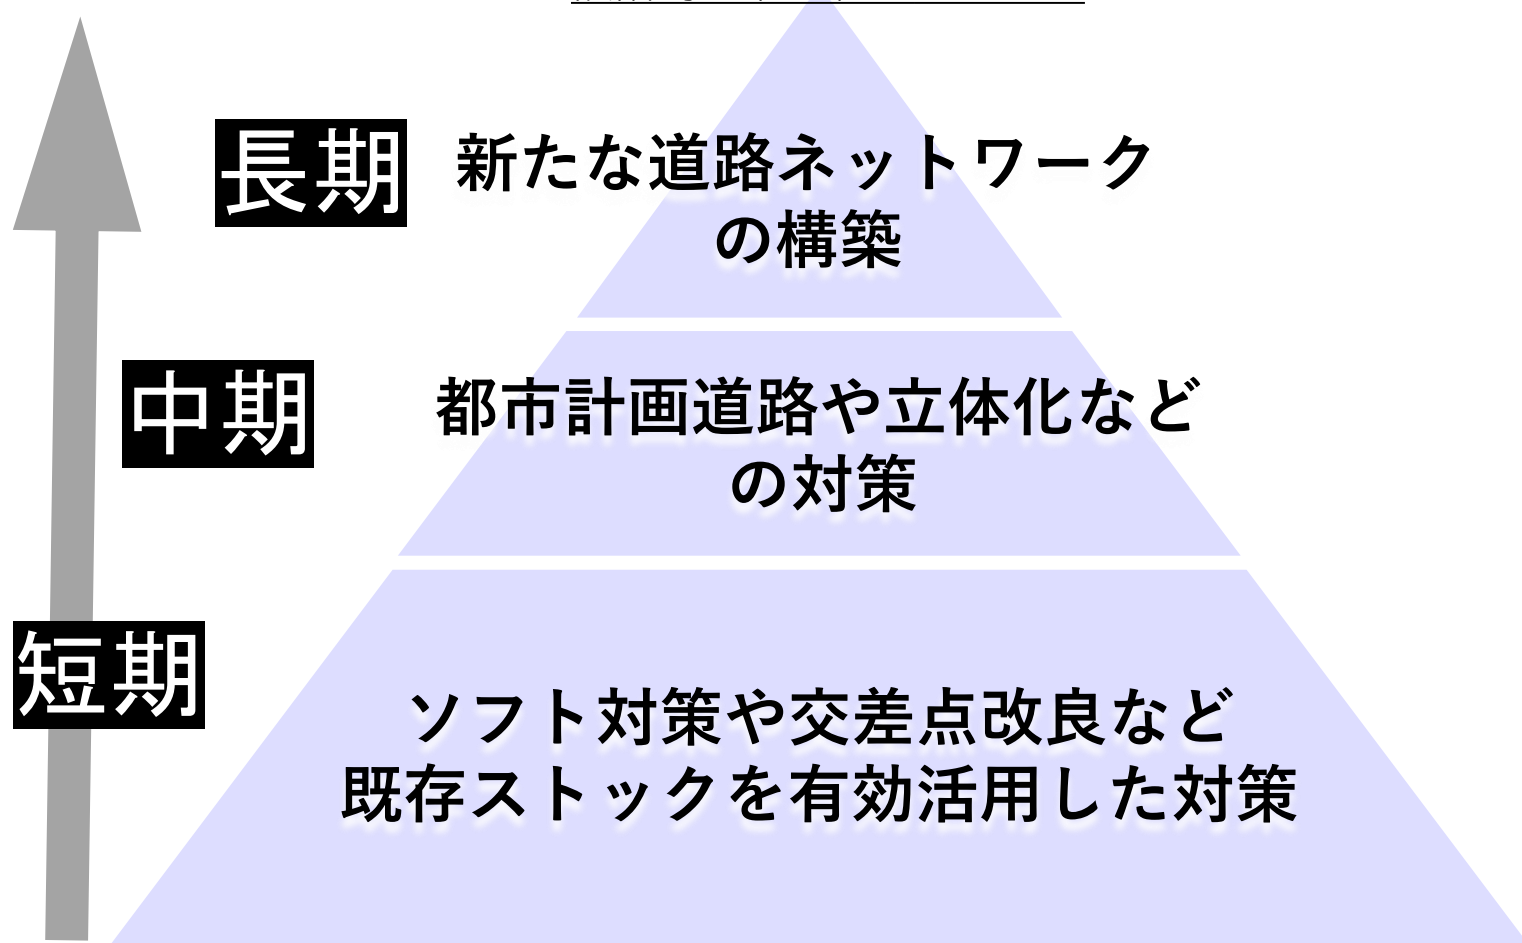 長期
新たな道路ネットワーク
の構築
中期
都市計画道路や立体化など
の対策
短期
ソフト対策や交差点改良など
既存ストックを有効活用した対策